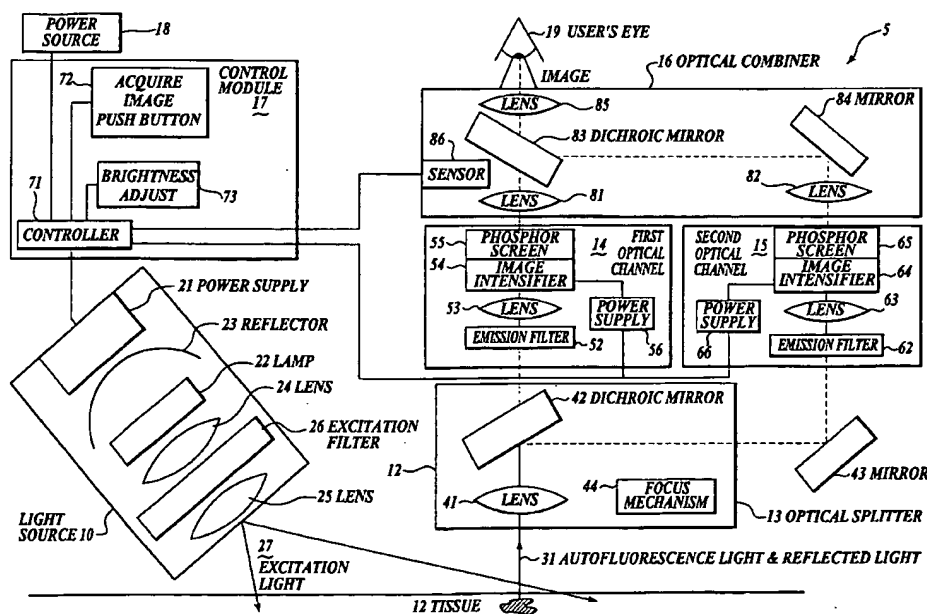 POWER
SOURCE
18
CONTROL
MODULE
17
72
ACQUIRE
IMAGE
PUSH BUTTON
71
BRIGHTNESS
ADJUST
73
CONTROLLER
19 USER'S EYE
5
IMAGE
16 OPTICAL COMBINER
LENS
85
84 MIRROR
83 DICHROIC MIRROR
86
SENSOR
LENS
81
82
LENS
55
PHOSPHOR
SCREEN
54
IMAGE
INTENSIFIER
14
FIRST
OPTICAL
CHANNEL
53
LENS
POWER
SUPPLY
56
EMISSION FILTER
52
SECOND
OPTICAL
CHANNEL
15
PHOSPHOR
SCREEN
65
IMAGE
INTENSIFIER
64
LENS
63
POWER
SUPPLY
66
EMISSION FILTER
62
21 POWER SUPPLY
23 REFLECTOR
22 LAMP
24 LENS
26 EXCITATION
FILTER
25 LENS
LIGHT
SOURCE 10
27
EXCITATION
LIGHT
42 DICHROIC MIRROR
12
41
LENS
44
FOCUS
MECHANISM
43 MIRROR
13 OPTICAL SPLITTER
31 AUTOFLUORESCENCE LIGHT & REFLECTED LIGHT
12 TISSUE